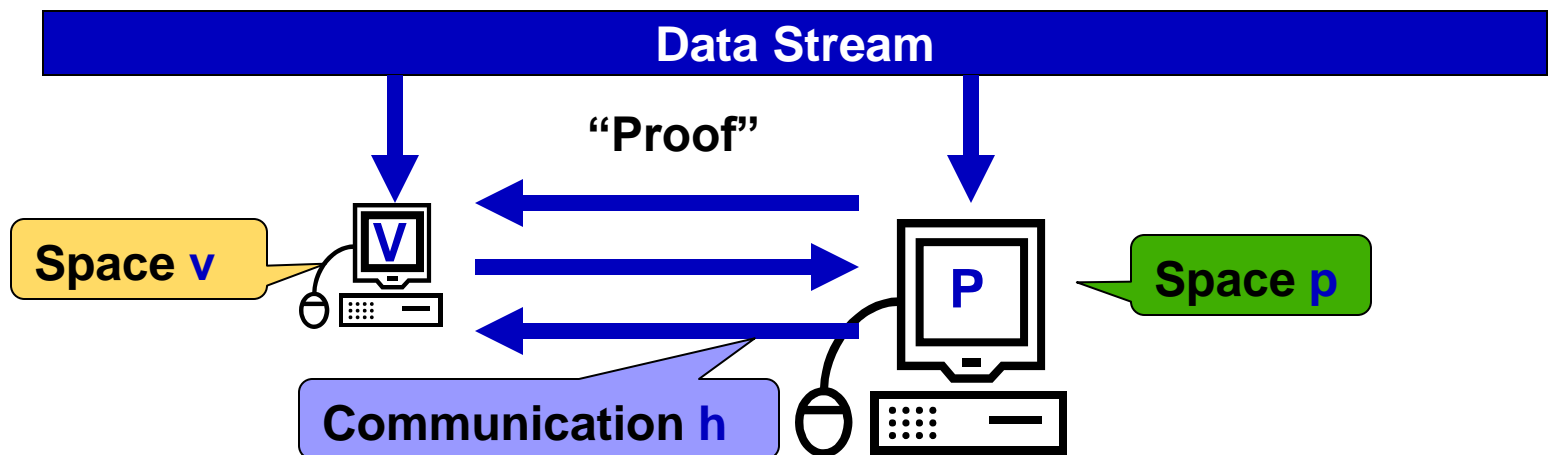 Data Stream
“Proof”
V
Space v
P
Space p
Communication h